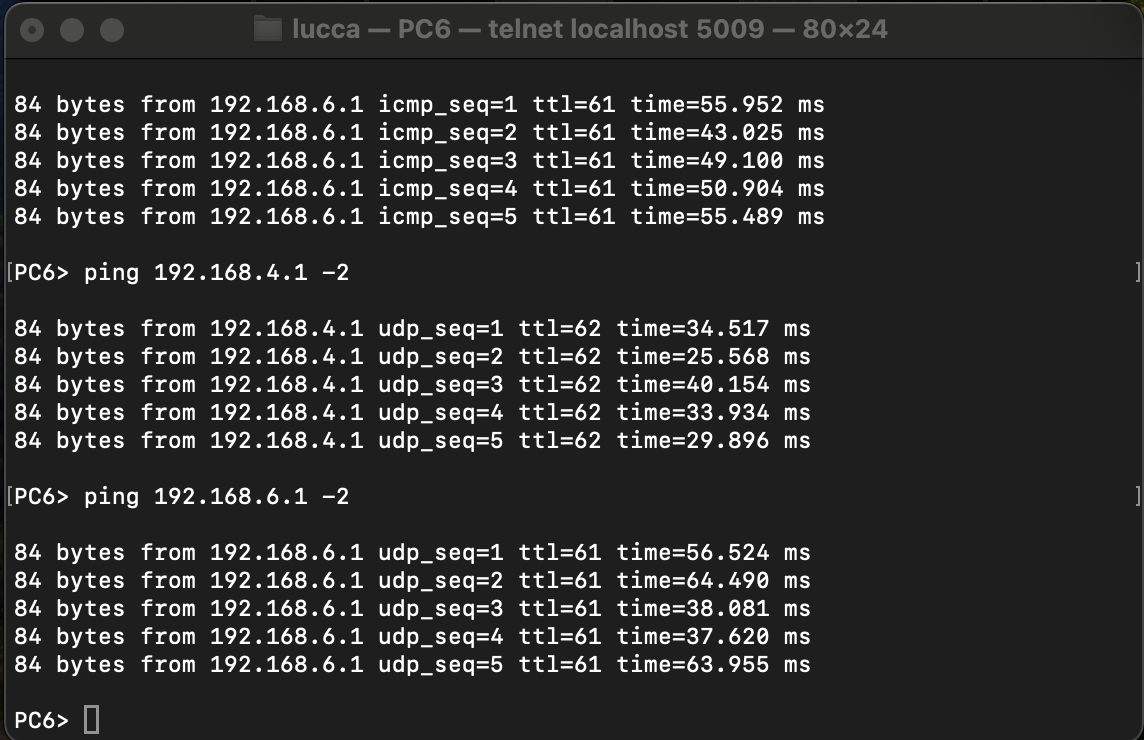 lucca — PC6 — telnet localhost 5009 — 80×24
84 bytes from 192.168.6.1 icmp_seq=1 ttl=61 time=55.952 ms
84 bytes from 192.168.6.1 icmp_seq=2 ttl=61 time=43.025 ms
84 bytes from 192.168.6.1 icmp_seq=3 ttl=61 time=49.100 ms
84 bytes from 192.168.6.1 icmp_seq=4 ttl=61 time=50.904 ms
84 bytes from 192.168.6.1 icmp_seq=5 ttl=61 time=55.489 ms
[PC6> ping 192.168.4.1 -2 ]
84 bytes from 192.168.4.1 udp_seq=1 ttl=62 time=34.517 ms
84 bytes from 192.168.4.1 udp_seq=2 ttl=62 time=25.568 ms
84 bytes from 192.168.4.1 udp_seq=3 ttl=62 time=40.154 ms
84 bytes from 192.168.4.1 udp_seq=4 ttl=62 time=33.934 ms
84 bytes from 192.168.4.1 udp_seq=5 ttl=62 time=29.896 ms
[PC6> ping 192.168.6.1 -2 ]
84 bytes from 192.168.6.1 udp_seq=1 ttl=61 time=56.524 ms
84 bytes from 192.168.6.1 udp_seq=2 ttl=61 time=64.490 ms
84 bytes from 192.168.6.1 udp_seq=3 ttl=61 time=38.081 ms
84 bytes from 192.168.6.1 udp_seq=4 ttl=61 time=37.620 ms
84 bytes from 192.168.6.1 udp_seq=5 ttl=61 time=63.955 ms
PC6>